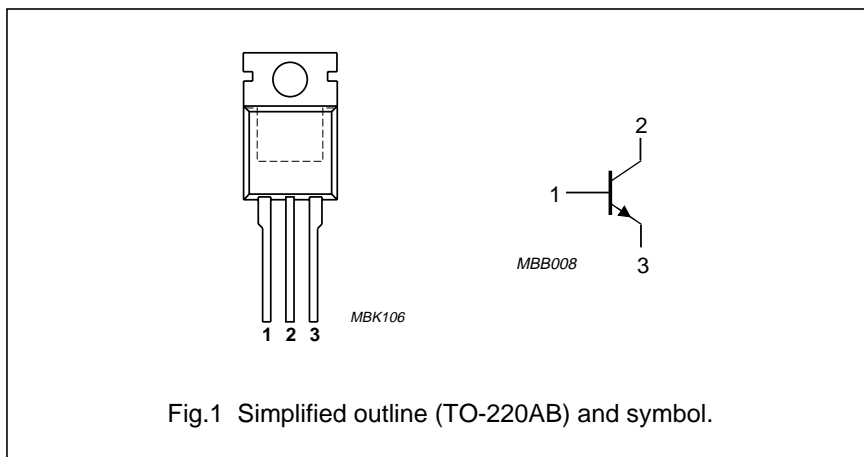 MBK106
1 2 3
2
1
MBB008
3
Fig.1 Simplified outline (TO-220AB) and symbol.